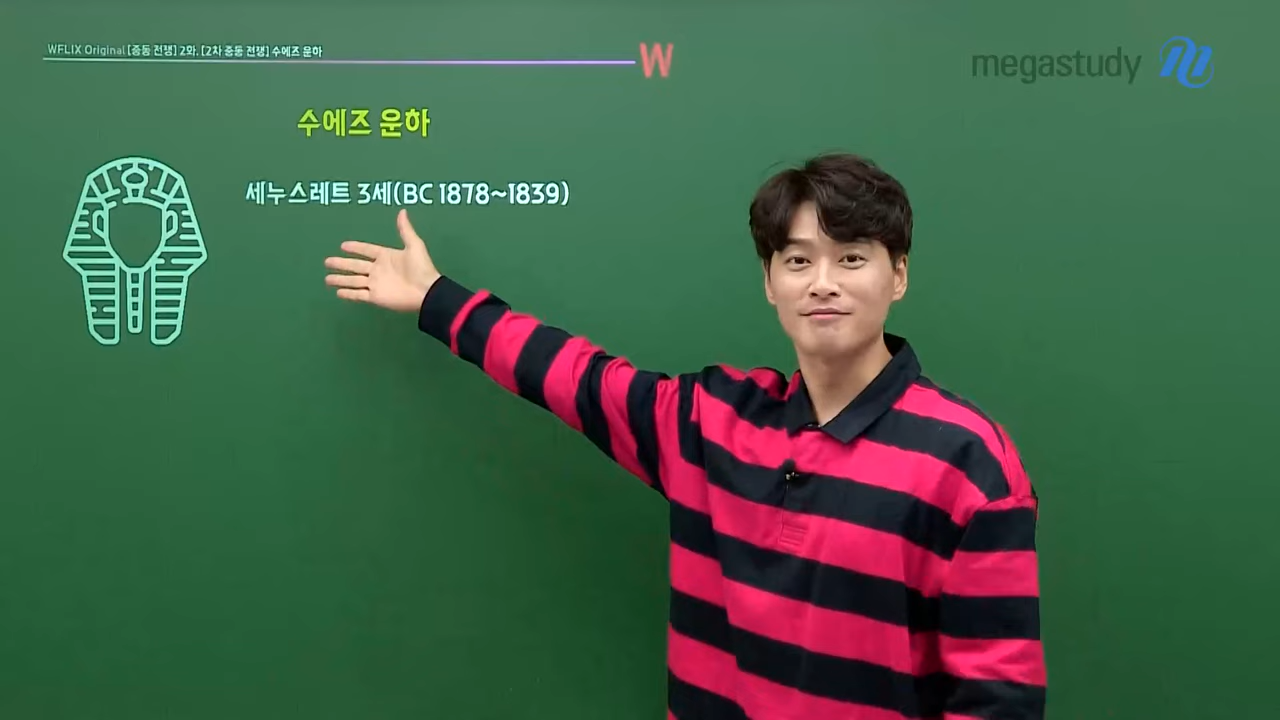 WFLIX Original [중동 전쟁] 2화. [2차 중동 전쟁] 수에즈 운하
W
megastudy
수에즈 운하
세누스레트 3세(BC 1878~1839)